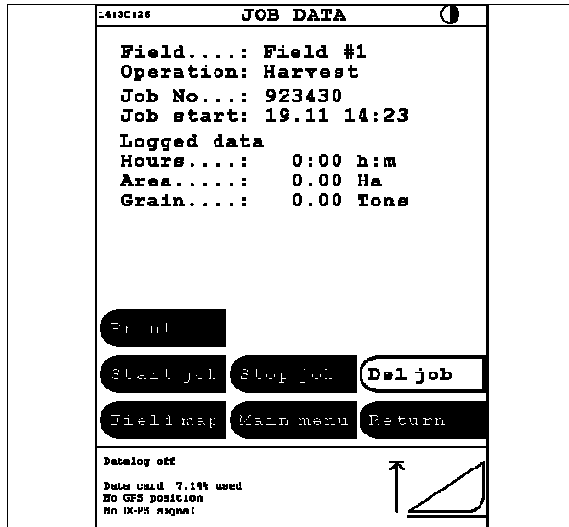 L413C126 JOB DATA
Field....: Field #1
Operation: Harvest
Job No...: 923430
Job start: 19.11 14:23
Logged data
Hours....: 0:00 h:m
Area.....: 0.00 Ha
Grain....: 0.00 Tons
Print
Start job Stop job Del job
Field map Main menu Return
Datalog off
Data card 7.14% used
No GPS position
No DGPS signal